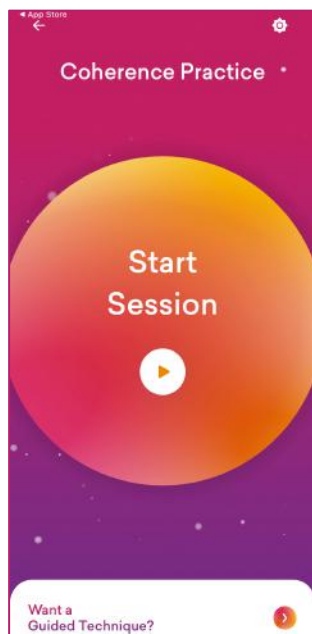 ◀ App Store
Coherence Practice
Start
Session
Want a
Guided Technique?